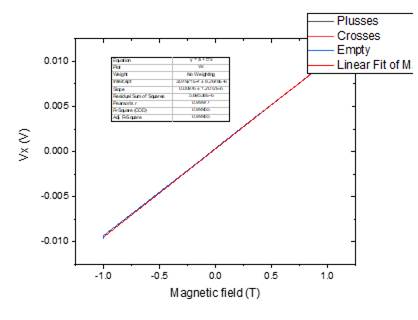 Plusses
Crosses
Empty
Linear Fit of M
Equation y = a + b*x
Plot Vx
Weight No Weighting
Intercept
Slope
Residual Sum of Squares
Pearson's r
R-Square (COD)
Adj. R-Square
0.010
0.005
0.000
-0.005
-0.010
Vx (V)
-1.0 -0.5 0.0 0.5 1.0
Magnetic field (T)